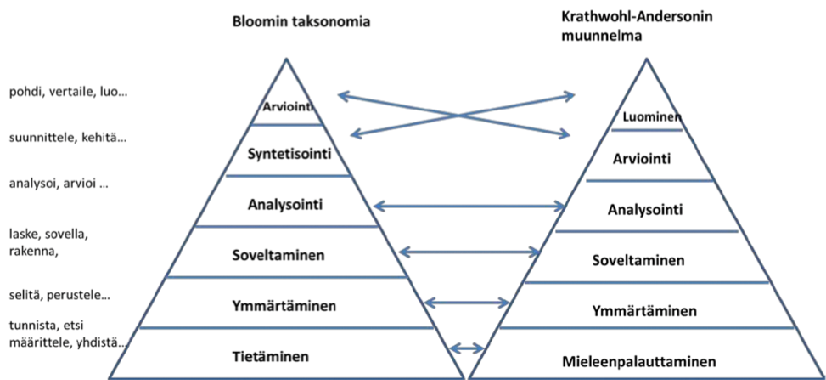 Bloomin taksonomia
Krathwohl-Andersonin
muunnelma
pohdi, vertaile, luo...
suunnittele, kehitä...
analysoi, arvioi ...
laske, sovella,
rakenna,
selitä, perustele...
tunnista, etsi
määrittele, yhdistä...
Arviointi
Syntetisointi
Analysointi
Soveltaminen
Ymmärtäminen
Tietäminen
Luominen
Arviointi
Analysointi
Soveltaminen
Ymmärtäminen
Mieleenpalauttaminen